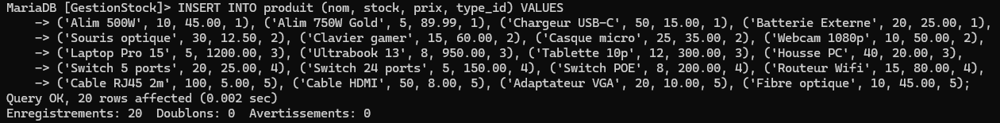 MariaDB [GestionStock]> INSERT INTO produit (nom, stock, prix, type_id) VALUES
    -> ('Alim 500W', 10, 45.00, 1), ('Alim 750W Gold', 5, 89.99, 1), ('Chargeur USB-C', 50, 15.00, 1), ('Batterie Externe', 20, 25.00, 1),
    -> ('Souris optique', 30, 12.50, 2), ('Clavier gamer', 15, 60.00, 2), ('Casque micro', 25, 35.00, 2), ('Webcam 1080p', 10, 50.00, 2),
    -> ('Laptop Pro 15', 5, 1200.00, 3), ('Ultrabook 13', 8, 950.00, 3), ('Tablette 10p', 12, 300.00, 3), ('Housse PC', 40, 20.00, 3),
    -> ('Switch 5 ports', 20, 25.00, 4), ('Switch 24 ports', 5, 150.00, 4), ('Switch POE', 8, 200.00, 4), ('Routeur Wifi', 15, 80.00, 4),
    -> ('Cable RJ45 2m', 100, 5.00, 5), ('Cable HDMI', 50, 8.00, 5), ('Adaptateur VGA', 20, 10.00, 5), ('Fibre optique', 10, 45.00, 5);
Query OK, 20 rows affected (0.002 sec)
Enregistrements: 20  Doublons: 0  Avertissements: 0